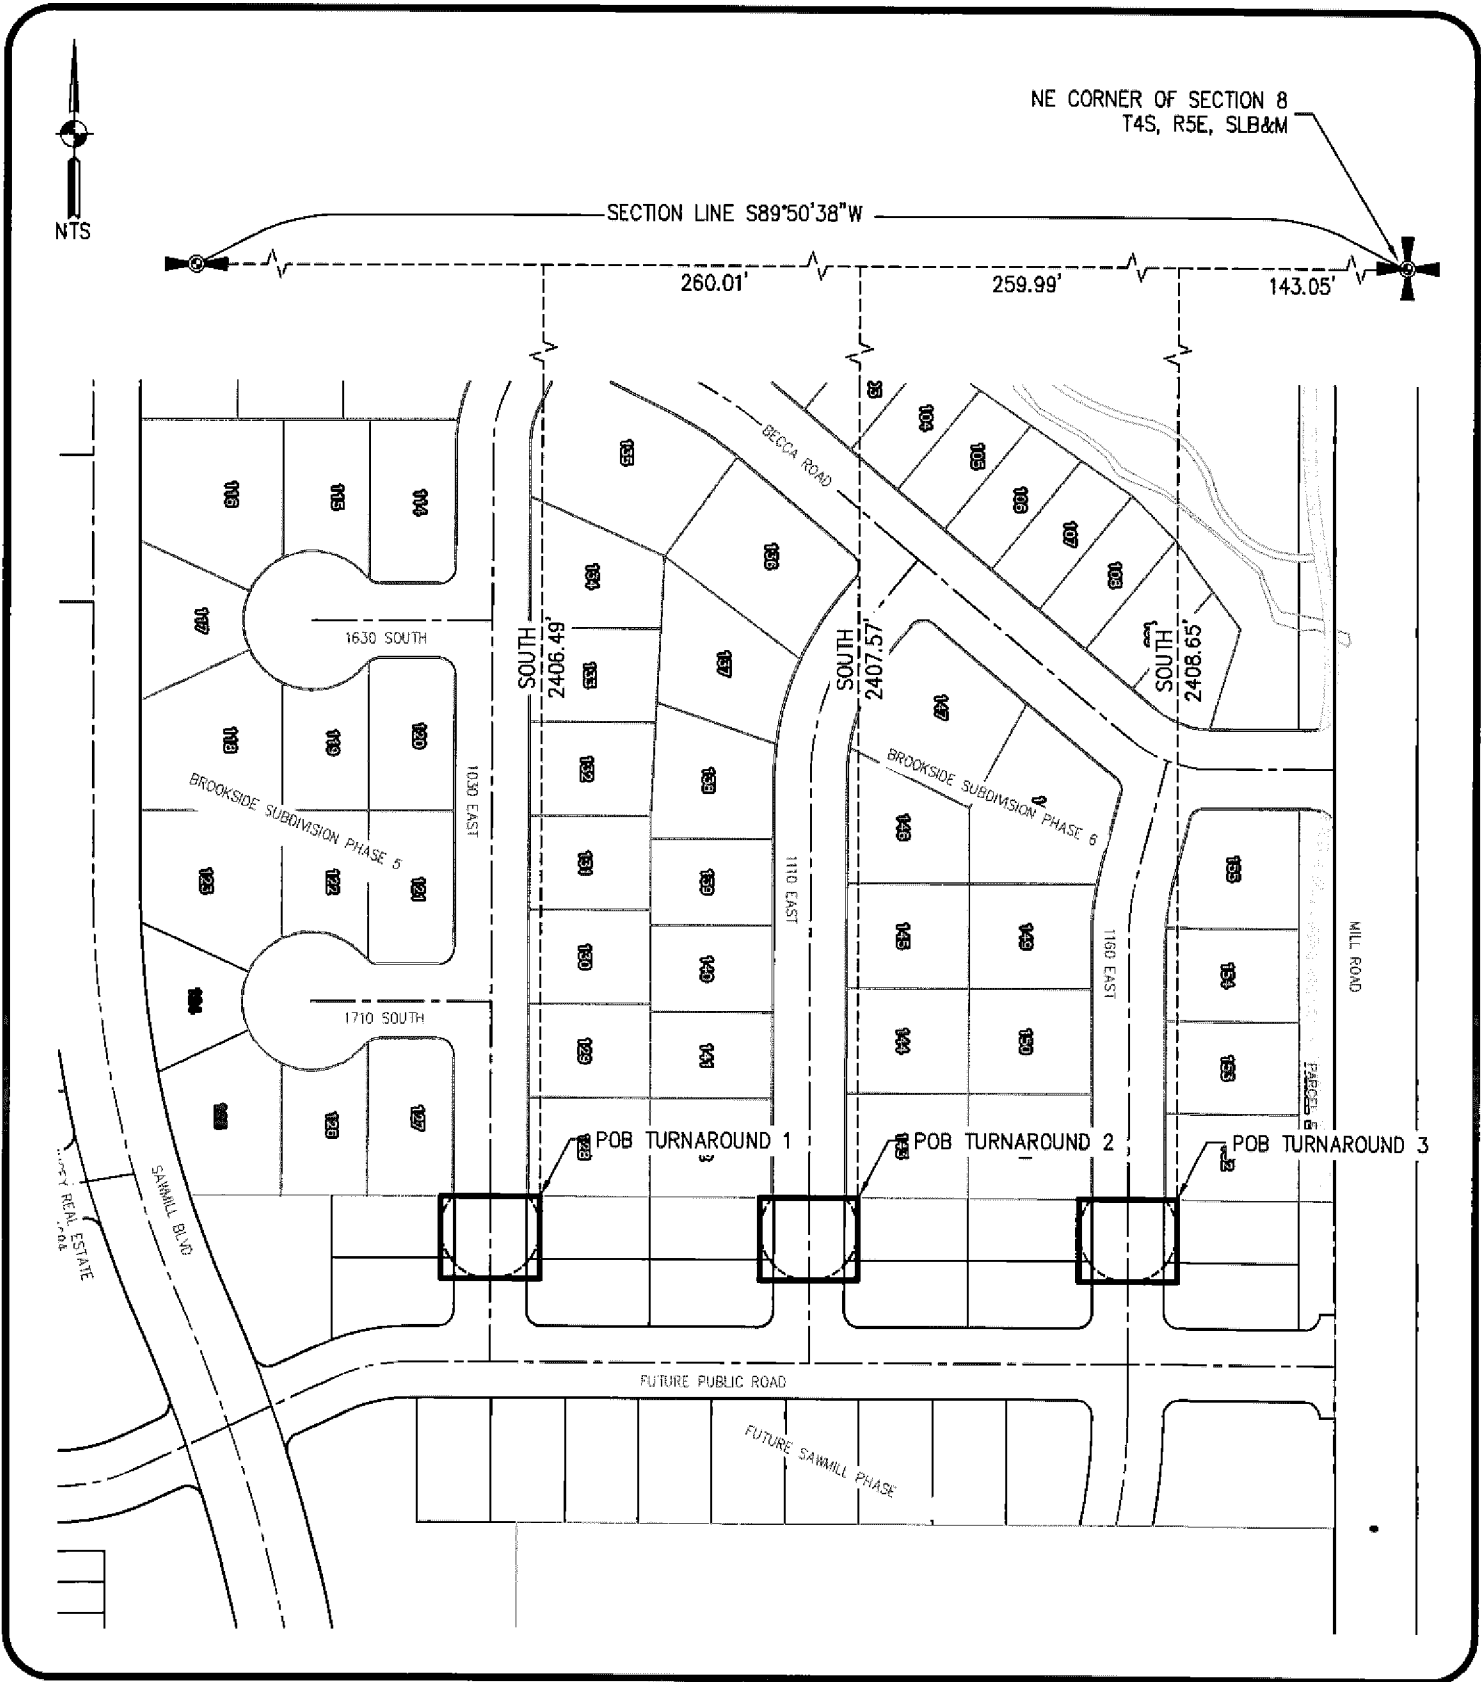 NE CORNER OF SECTION 8
T4S, R5E, SLB&M
NTS
SECTION LINE S89°50'38"W
260.01'
259.99'
143.05'
104
105
106
107
108
BECCA ROAD
116
115
114
135
134
136
117
1630 SOUTH
SOUTH
2406.49'
133
137
SOUTH
2407.57'
SOUTH
2408.65'
147
118
119
120
132
138
BROOKSIDE SUBDIVISION PHASE 5
1030 EAST
BROOKSIDE SUBDIVISION PHASE 6
146
123
122
121
131
139
1110 EAST
155
145
149
1160 EAST
MILL ROAD
130
140
154
1710 SOUTH
129
141
144
150
153
PARCEL
126
127
128
POB TURNAROUND 1
POB TURNAROUND 2
POB TURNAROUND 3
REAL ESTATE
SAWMILL BLVD
FUTURE PUBLIC ROAD
FUTURE SAWMILL PHASE